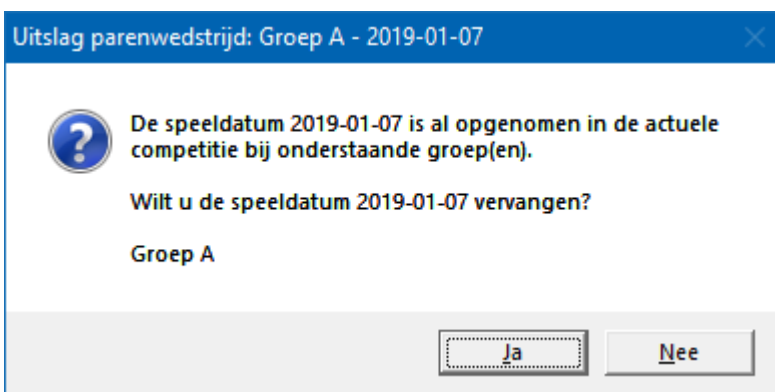 Uitslag parenwedstrijd: Groep A - 2019-01-07
De speeldatum 2019-01-07 is al opgenomen in de actuele
competitie bij onderstaande groep(en).
Wilt u de speeldatum 2019-01-07 vervangen?
Groep A
Ja
Nee